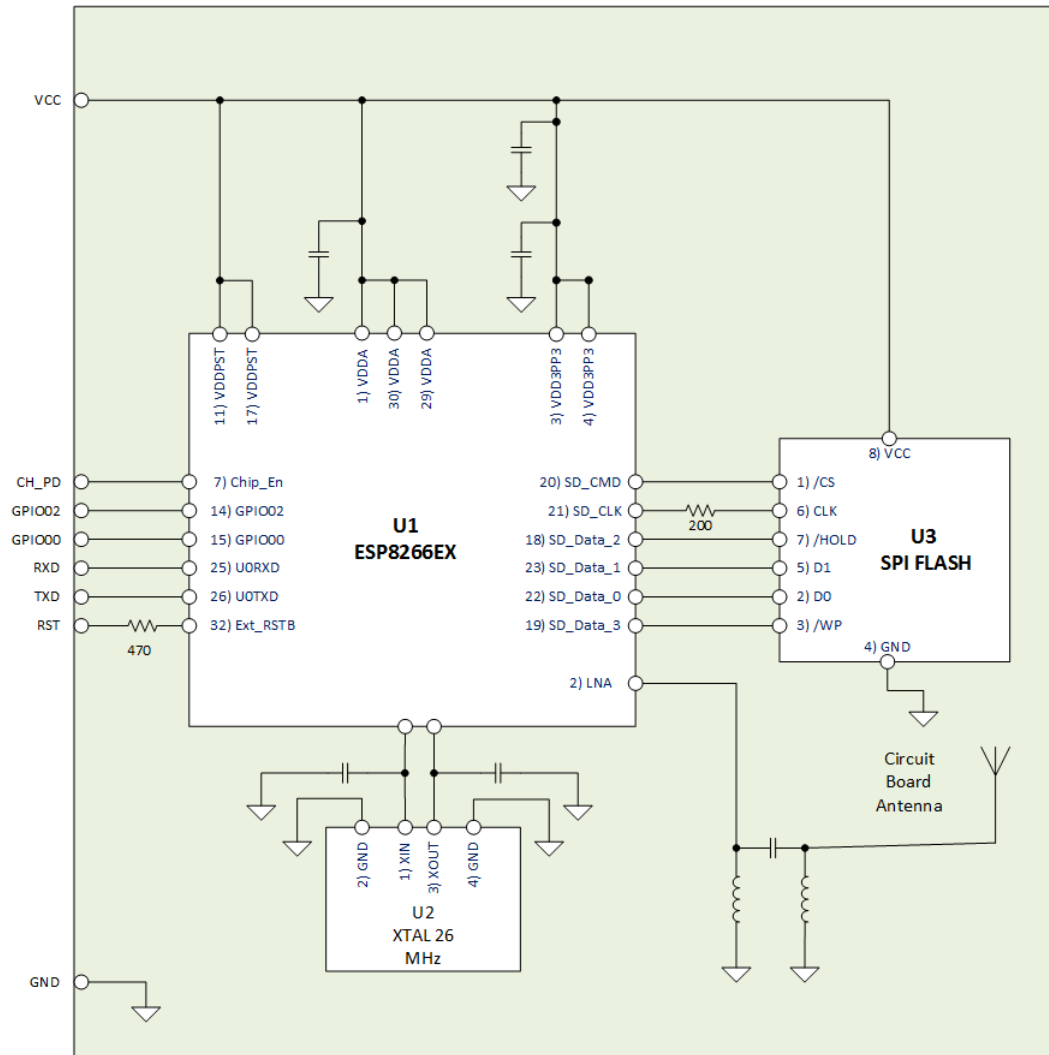 VCC
11) VDDPST
17) VDDPST
1) VDDA
30) VDDA
29) VDDA
3) VDD3PP3
4) VDD3PP3
CH_PD
GPIO02
GPIO00
RXD
TXD
RST
470
7) Chip_En
14) GPIO02
15) GPIO00
25) U0RXD
26) U0TXD
32) Ext_RSTB
U1
ESP8266EX
20) SD_CMD
21) SD_CLK
18) SD_Data_2
23) SD_Data_1
22) SD_Data_0
19) SD_Data_3
2) LNA
200
8) VCC
1) /CS
6) CLK
7) /HOLD
5) D1
2) D0
3) /WP
4) GND
U3
SPI FLASH
Circuit
Board
Antenna
2) GND
1) XIN
3) XOUT
4) GND
U2
XTAL 26
MHz
GND